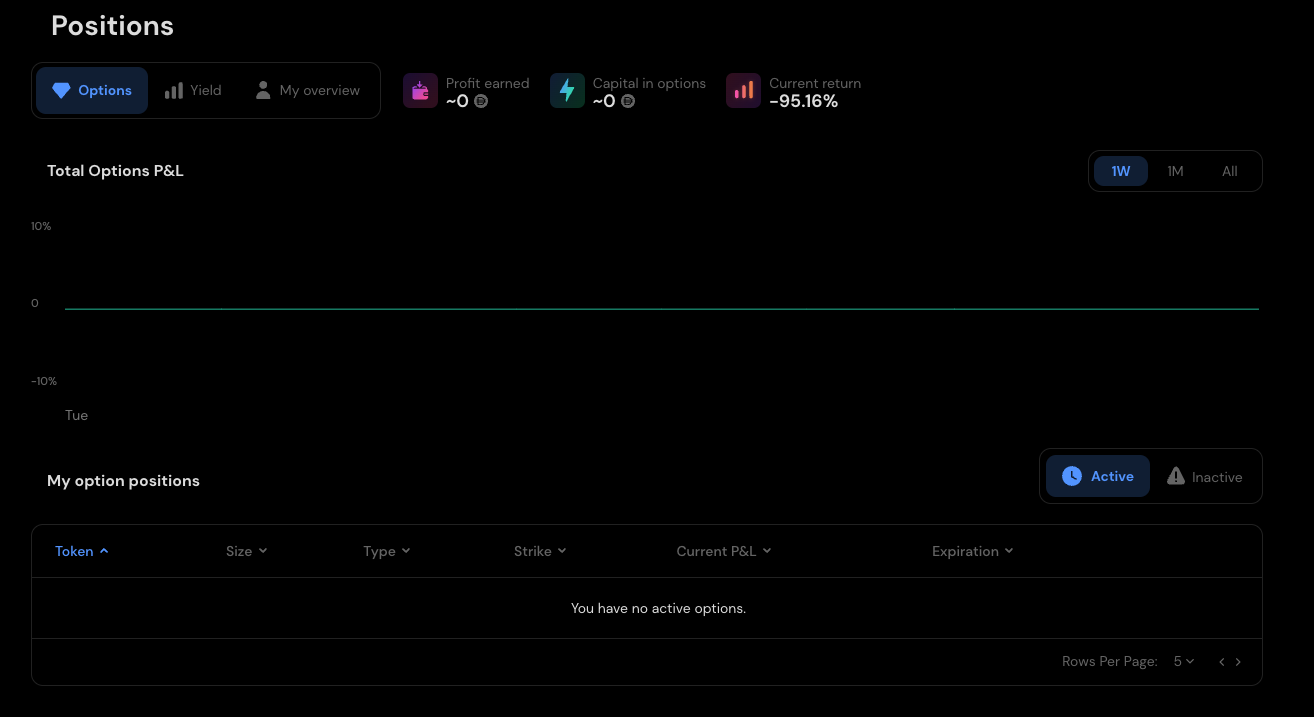 Positions
Options Yield My overview
Profit earned Capital in options Current return
~0 ~0 -95.16%
Total Options P&L 1W 1M All
10%
0
-10%
Tue
My option positions Active Inactive
Token Size Type Strike Current P&L Expiration
You have no active options.
Rows Per Page: 5 < >